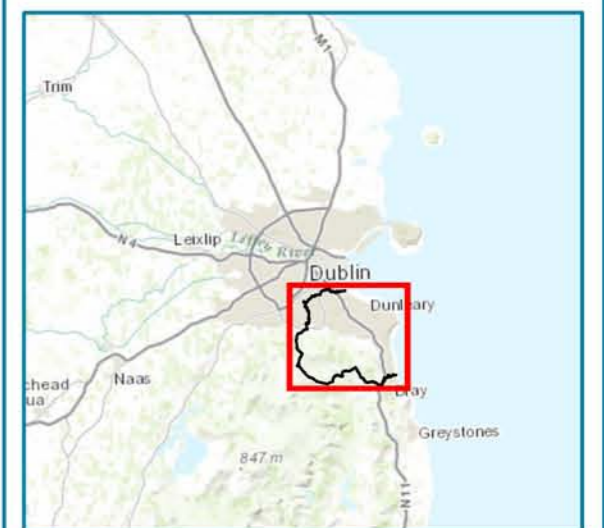 M1
Trim
N4
Leixlip
Liffey River
Dublin
Dunleary
Naas
Bray
Greystones
847 m
N11